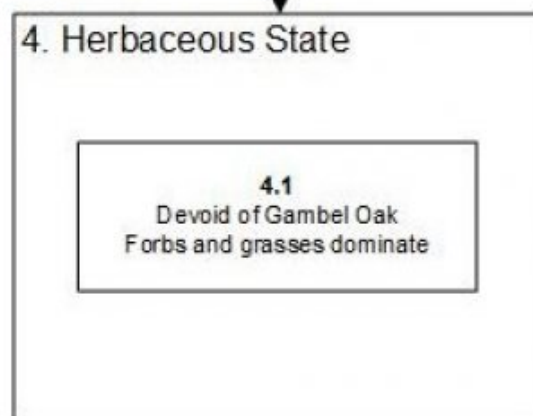 4. Herbaceous State
4.1
Devoid of Gambel Oak
Forbs and grasses dominate